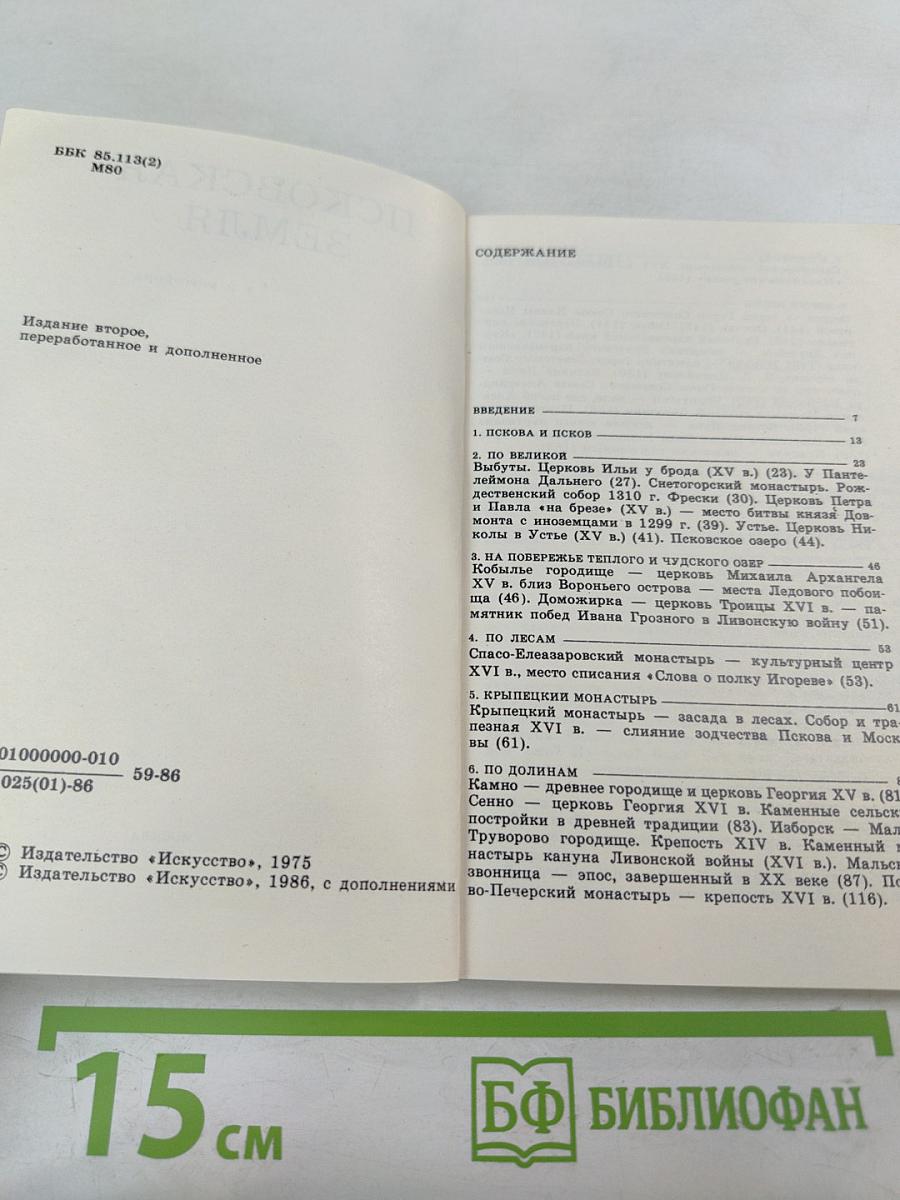 ББК 85.113(2)
М80
ПСКОВСКАЯ
ЗЕМЛЯ
Издание второе,
переработанное и дополненное
01000000-010
025(01)-86
59-86
© Издательство «Искусство», 1975
© Издательство «Искусство», 1986, с дополнениями
СОДЕРЖАНИЕ
ВВЕДЕНИЕ 7
1. ПСКОВА И ПСКОВ 13
2. ПО ВЕЛИКОЙ 23
Выбуты. Церковь Ильи у брода (XV в.) (23). У Панте-
леймона Дальнего (27). Снетогорский монастырь. Рож-
дественский собор 1310 г. Фрески (30). Церковь Петра
и Павла «на брезе» (XV в.) — место битвы князя Дов-
монта с иноземцами в 1299 г. (39). Устье. Церковь Ни-
колы в Устье (XV в.) (41). Псковское озеро (44).
3. НА ПОБЕРЕЖЬЕ ТЕПЛОГО И ЧУДСКОГО ОЗЕР 46
Кобылье городище — церковь Михаила Архангела
XV в. близ Вороньего острова — места Ледового побои-
ща (46). Доможирка — церковь Троицы XVI в. — па-
мятник побед Ивана Грозного в Ливонскую войну (51).
4. ПО ЛЕСАМ 53
Спасо-Елеазаровский монастырь — культурный центр
XVI в., место списания «Слова о полку Игореве» (53).
5. КРЫПЕЦКИЙ МОНАСТЫРЬ 61
Крыпецкий монастырь — засада в лесах. Собор и тра-
пезная XVI в. — слияние зодчества Пскова и Моск-
вы (61).
6. ПО ДОЛИНАМ 8
Камно — древнее городище и церковь Георгия XV в. (81
Сенно — церковь Георгия XVI в. Каменные сельск
постройки в древней традиции (83). Изборск — Мал
Труворово городище. Крепость XIV в. Каменный м
настырь кануна Ливонской войны (XVI в.). Мальск
звонница — эпос, завершенный в XX веке (87). Пс
во-Печерский монастырь — крепость XVI в. (116).
15 см
БФ БИБЛИОФАН